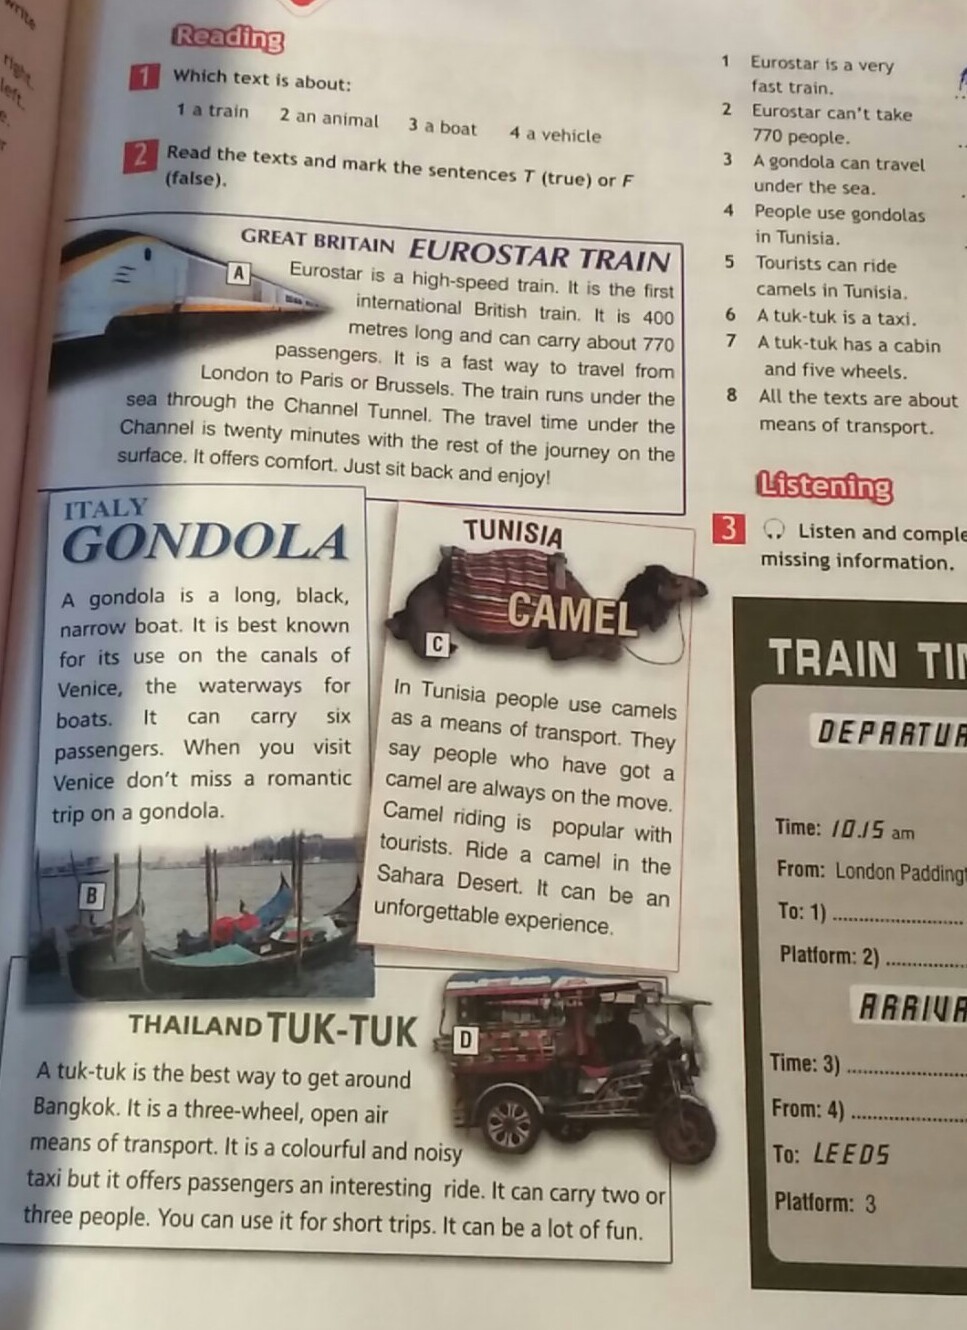 write
right.
left.
Reading
1 Which text is about:
1 a train 2 an animal 3 a boat 4 a vehicle
2 Read the texts and mark the sentences T (true) or F
(false).
GREAT BRITAIN EUROSTAR TRAIN
A
Eurostar is a high-speed train. It is the first
international British train. It is 400
metres long and can carry about 770
passengers. It is a fast way to travel from
London to Paris or Brussels. The train runs under the
sea through the Channel Tunnel. The travel time under the
Channel is twenty minutes with the rest of the journey on the
surface. It offers comfort. Just sit back and enjoy!
ITALY
GONDOLA
A gondola is a long, black,
narrow boat. It is best known
for its use on the canals of
Venice, the waterways for
boats. It can carry six
passengers. When you visit
Venice don't miss a romantic
trip on a gondola.
B
TUNISIA
CAMEL
C
In Tunisia people use camels
as a means of transport. They
say people who have got a
camel are always on the move.
Camel riding is popular with
tourists. Ride a camel in the
Sahara Desert. It can be an
unforgettable experience.
THAILAND TUK-TUK
D
A tuk-tuk is the best way to get around
Bangkok. It is a three-wheel, open air
means of transport. It is a colourful and noisy
taxi but it offers passengers an interesting ride. It can carry two or
three people. You can use it for short trips. It can be a lot of fun.
1 Eurostar is a very
fast train.
2 Eurostar can't take
770 people.
3 A gondola can travel
under the sea.
4 People use gondolas
in Tunisia.
5 Tourists can ride
camels in Tunisia.
6 A tuk-tuk is a taxi.
7 A tuk-tuk has a cabin
and five wheels.
8 All the texts are about
means of transport.
Listening
3 Listen and comple
missing information.
TRAIN TI
DEPARTUR
Time: 10.15 am
From: London Paddingt
To: 1) ..............
Platform: 2) ..............
ARRIVA
Time: 3) ..............
From: 4) ..............
To: LEEDS
Platform: 3